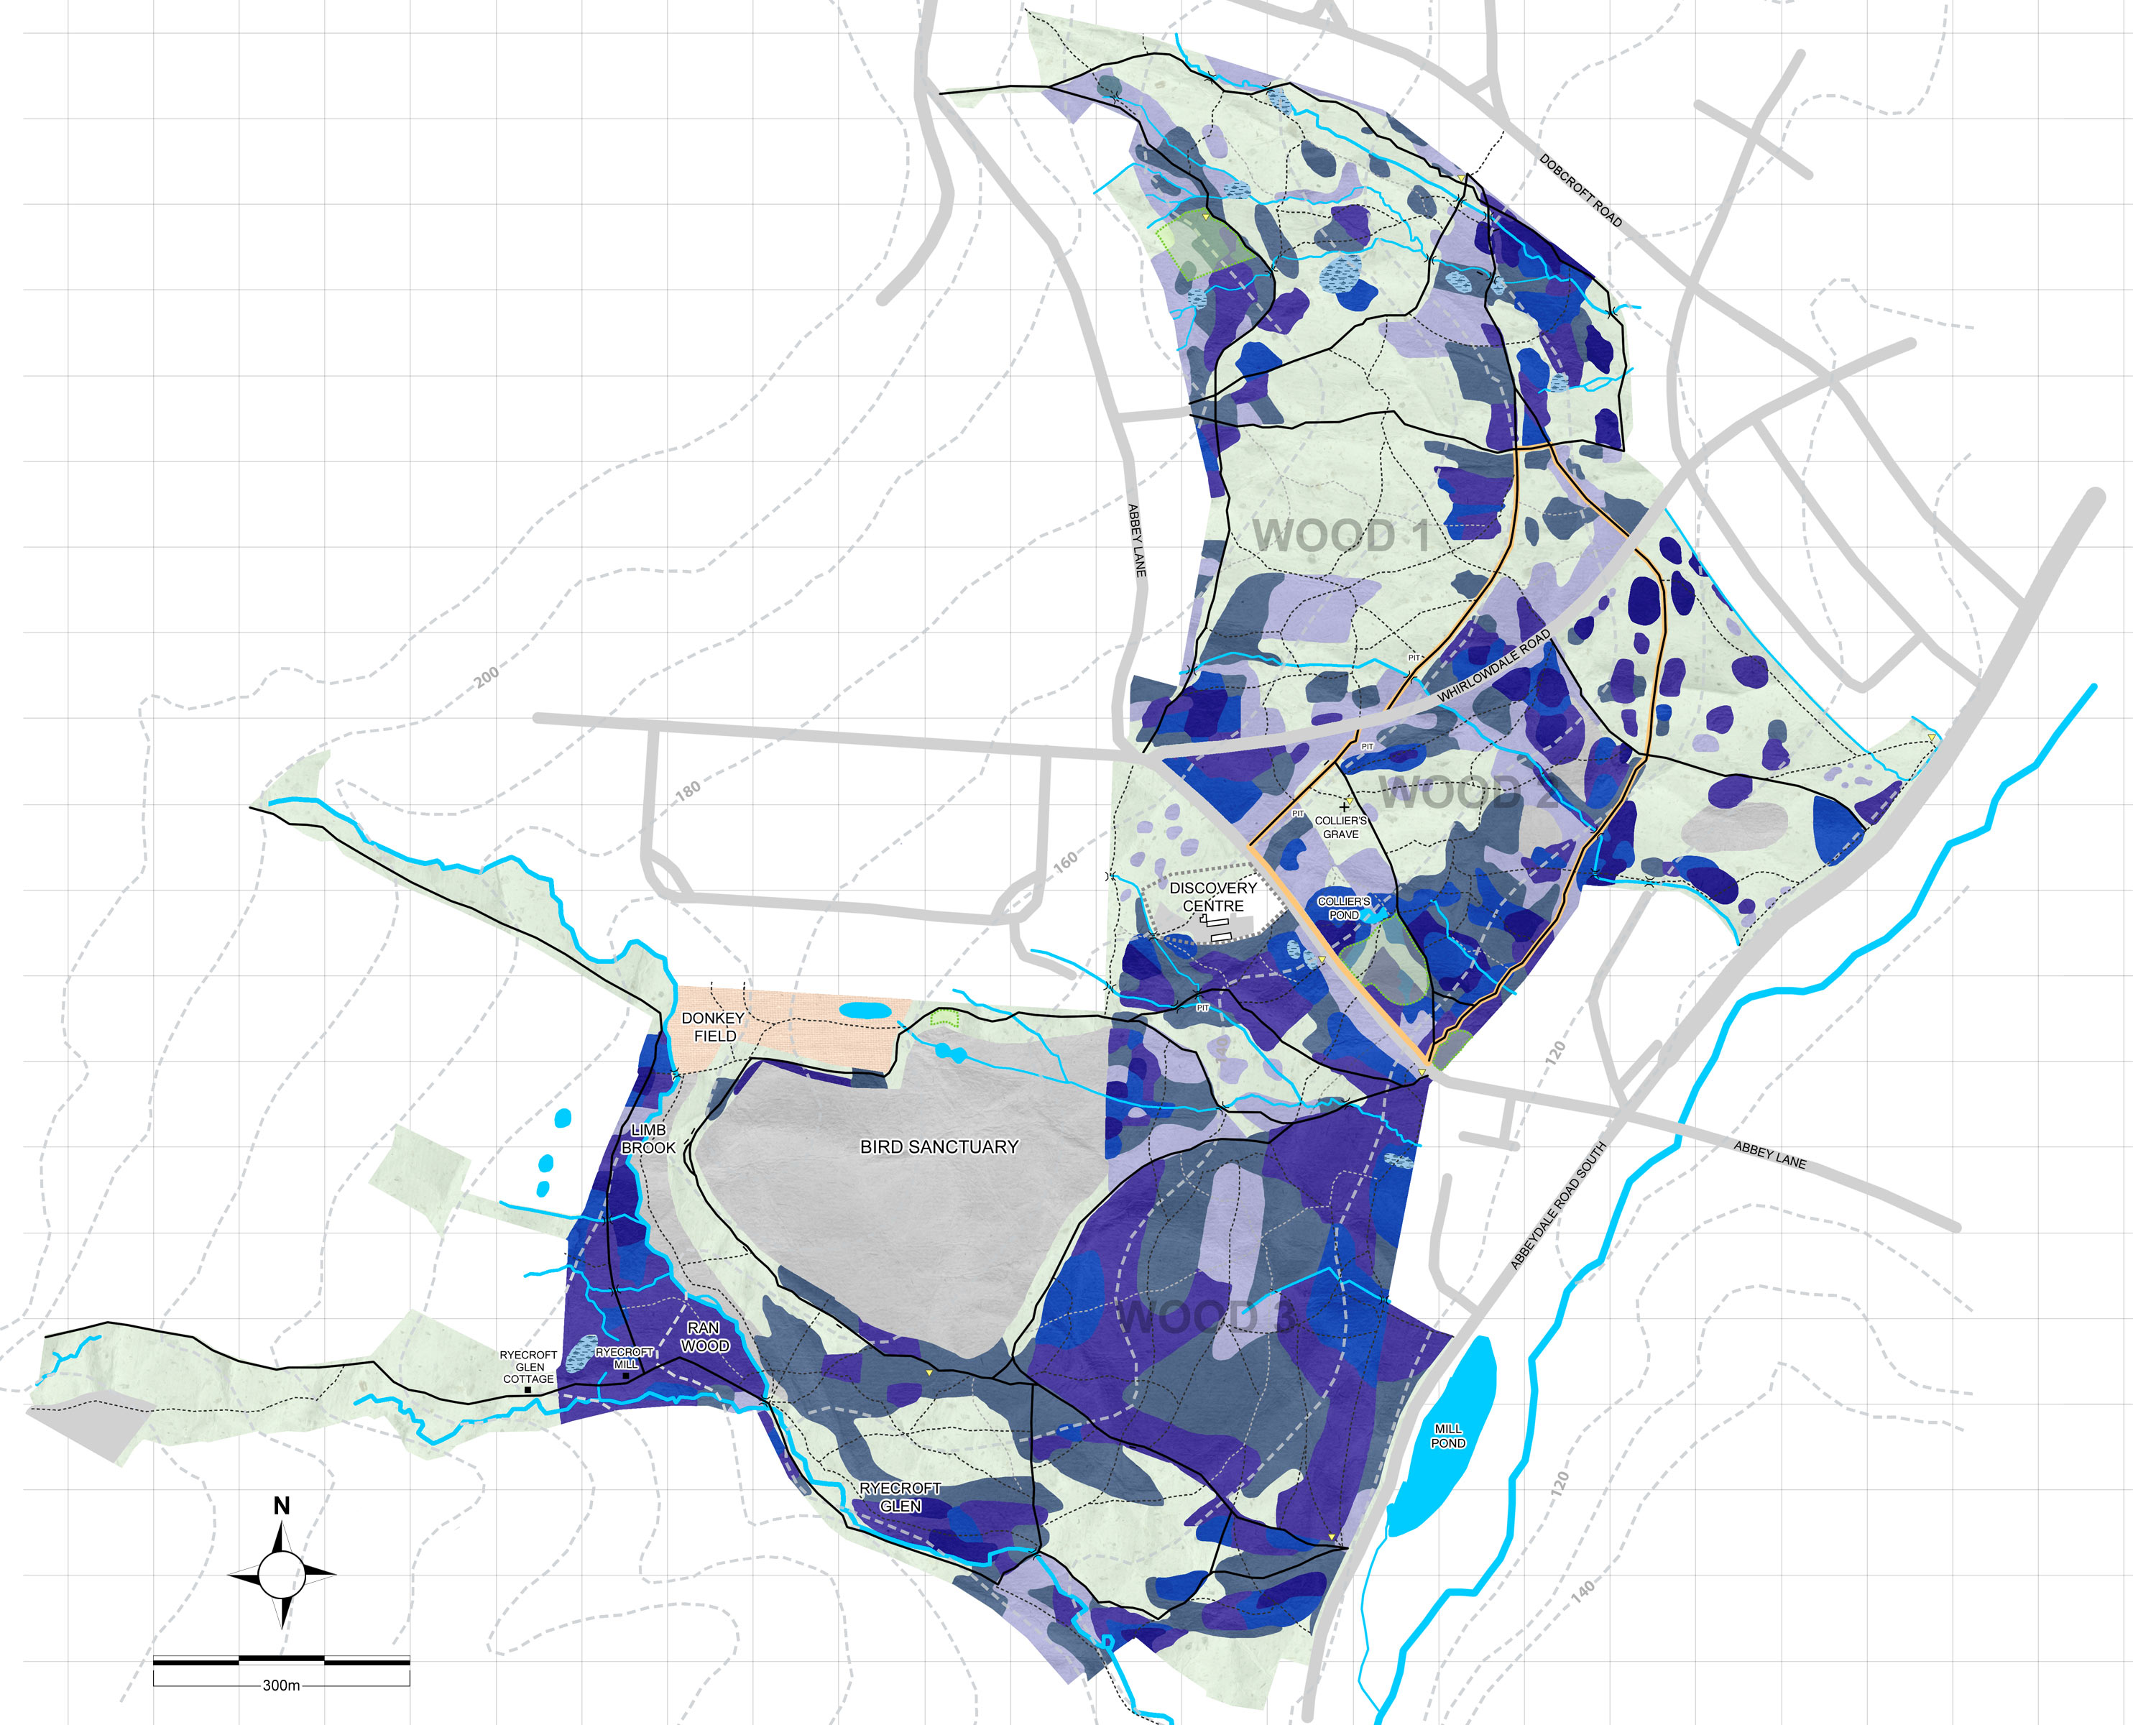 DOBCROFT ROAD
ABBEY LANE
WOOD 1
200
PIT
WHIRLOWDALE ROAD
PIT
180
WOOD 2
PIT
COLLIER'S
GRAVE
160
DISCOVERY
CENTRE
COLLIER'S
POND
PIT
DONKEY
FIELD
120
LIMB
BROOK
BIRD SANCTUARY
ABBEY LANE
ABBEYDALE ROAD SOUTH
WOOD 3
RAN
WOOD
RYECROFT
GLEN
COTTAGE
RYECROFT
MILL
MILL
POND
RYECROFT
GLEN
120
N
140
300m